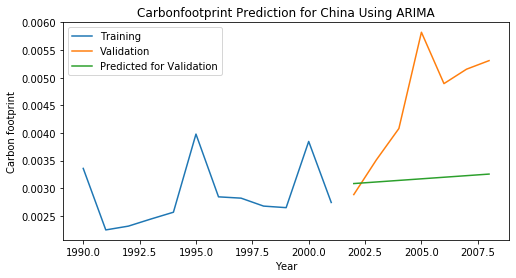 Carbonfootprint Prediction for China Using ARIMA
Training
Validation
Predicted for Validation
Carbon footprint
0.0060
0.0055
0.0050
0.0045
0.0040
0.0035
0.0030
0.0025
1990.0 1992.5 1995.0 1997.5 2000.0 2002.5 2005.0 2007.5
Year